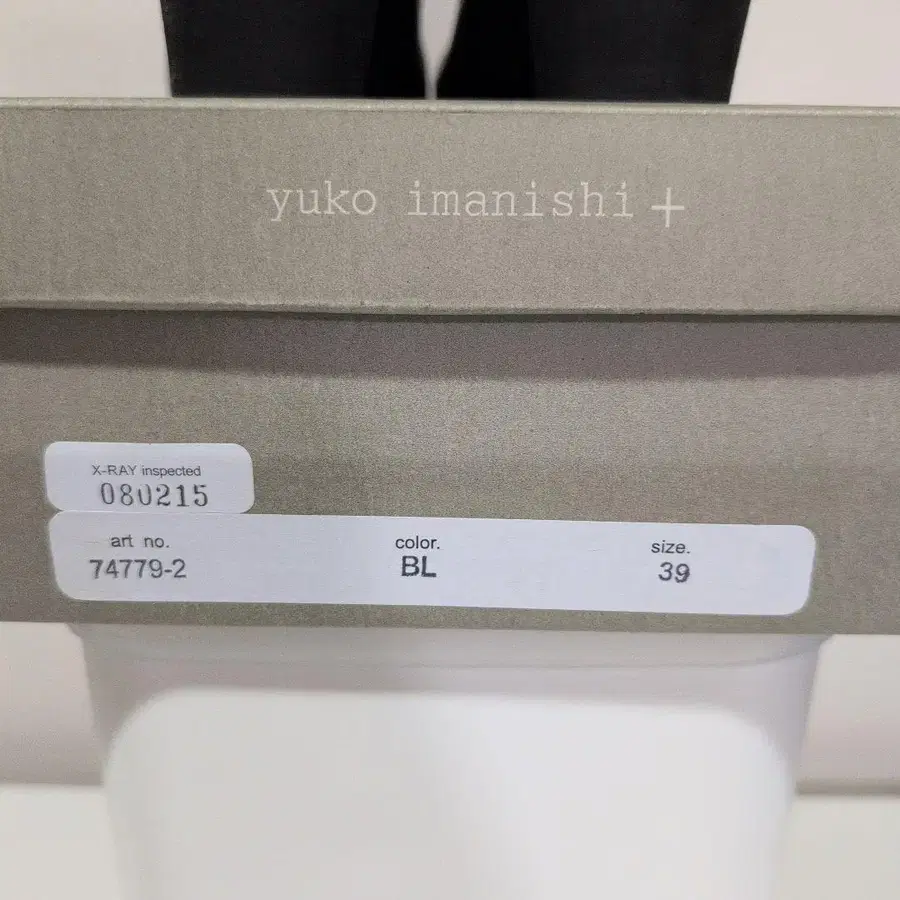 yuko imanishi+
X-RAY inspected
080215
art no.
74779-2
color.
BL
size.
39